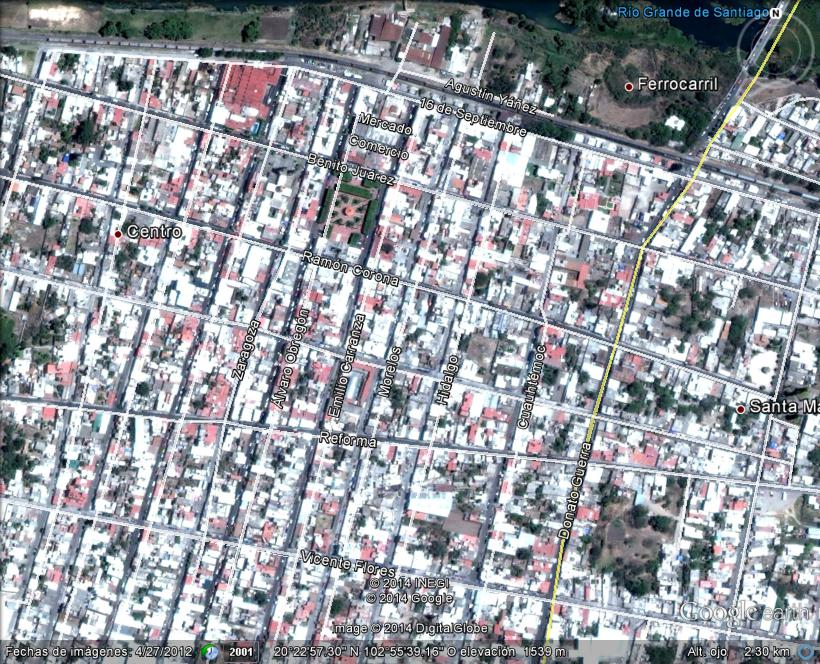 Río Grande de Santiago N
Ferrocarril
Agustín Yáñez
16 de Septiembre
Mercado
Comercio
Benito Juárez
Centro
Ramón Corona
Zaragoza
Álvaro Obregón
Emilio Carranza
Morelos
Hidalgo
Cuauhtémoc
Santa Ma
Reforma
Donato Guerra
Vicente Flores
© 2014 INEGI
© 2014 Google
Google earth
Image © 2014 DigitalGlobe
Fechas de imágenes: 4/27/2012 2001 20°22'57.30" N 102°55'39.16" O elevación 1539 m Alt. ojo 2.30 km